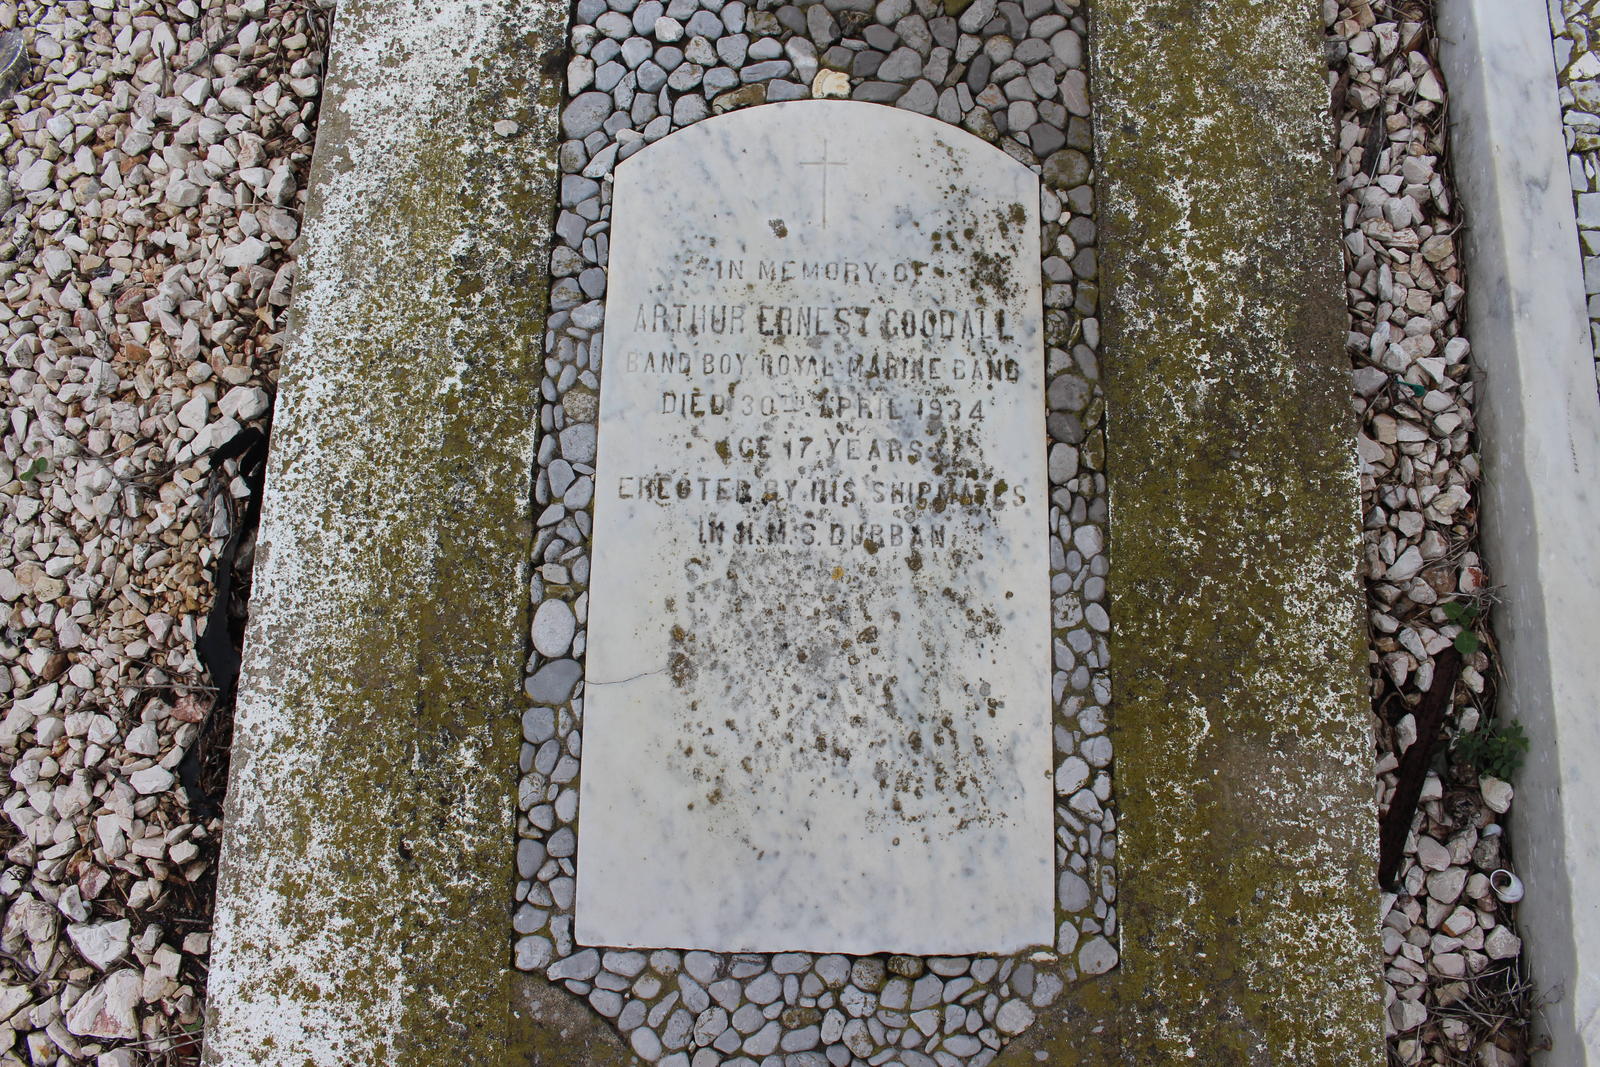 IN MEMORY OF
ARTHUR ERNEST GOODALL
BAND BOY, ROYAL MARINE BAND
DIED 30TH. APRIL 1934
AGE 17 YEARS
ERECTED BY HIS SHIPMATES
IN H.M.S. DURBAN.